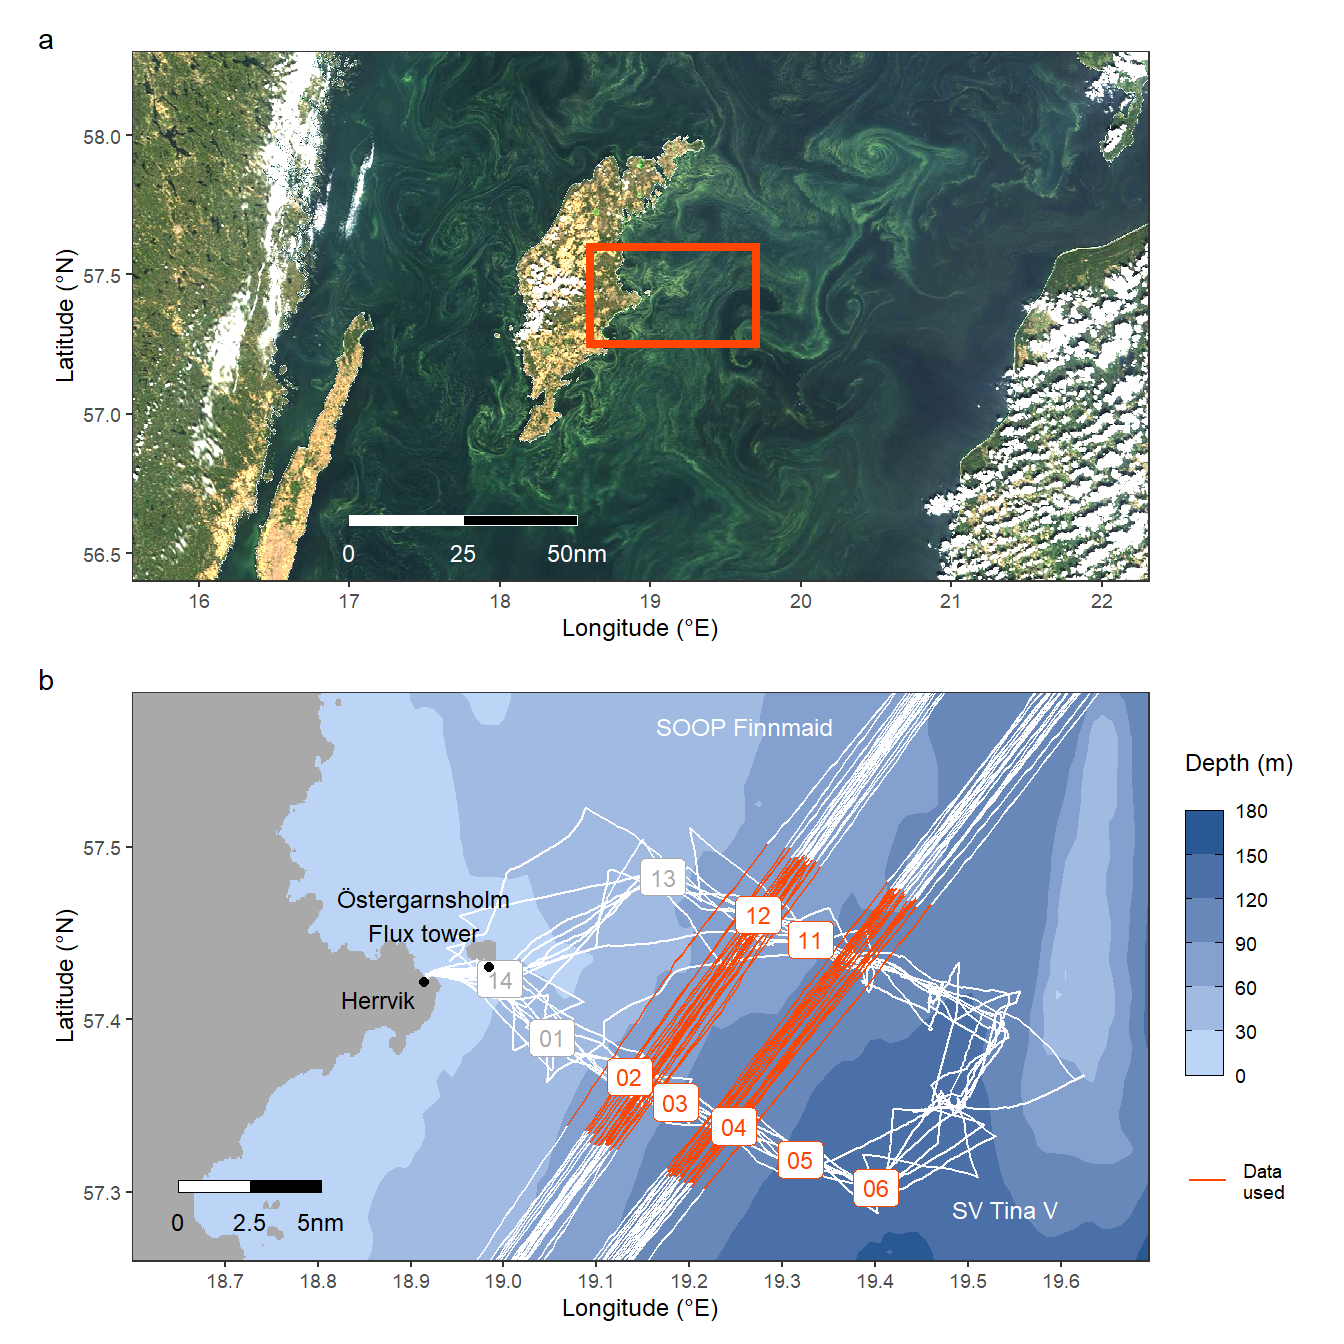 a
Latitude (°N)
58.0
57.5
57.0
56.5
0 25 50nm
16 17 18 19 20 21 22
Longitude (°E)
b
Latitude (°N)
57.5
57.4
57.3
SOOP Finnmaid
Östergarnsholm
Flux tower
Herrvik
13
12
11
14
01
02
03
04
05
06
SV Tina V
0 2.5 5nm
18.7 18.8 18.9 19.0 19.1 19.2 19.3 19.4 19.5 19.6
Longitude (°E)
Depth (m)
180
150
120
90
60
30
0
Data
used